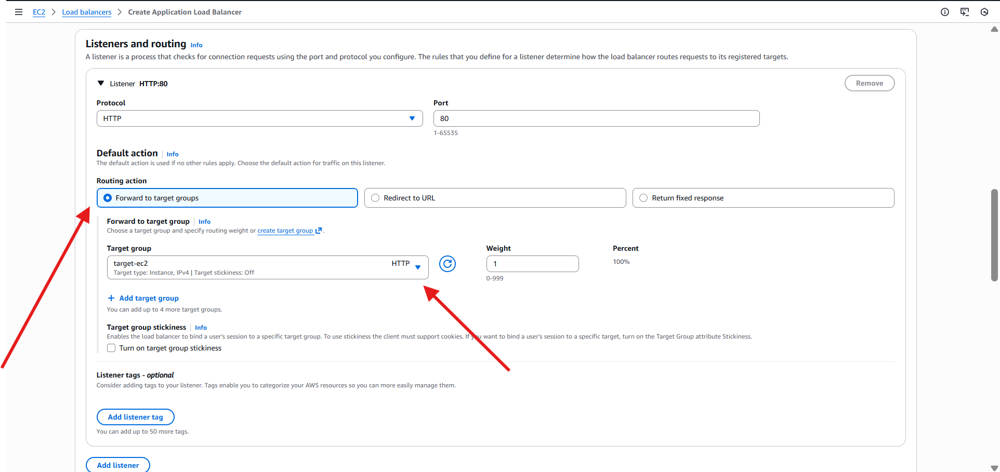 EC2 > Load balancers > Create Application Load Balancer
Listeners and routing Info
A listener is a process that checks for connection requests using the port and protocol you configure. The rules that you define for a listener determine how the load balancer routes requests to its registered targets.
Listener HTTP:80
Remove
Protocol
Port
HTTP
80
1-65535
Default action Info
The default action is used if no other rules apply. Choose the default action for traffic on this listener.
Routing action
Forward to target groups
Redirect to URL
Return fixed response
Forward to target group Info
Choose a target group and specify routing weight or create target group.
Target group
Weight
Percent
target-ec2 HTTP
Target type: Instance, IPv4 | Target stickiness: Off
1
100%
0-999
+ Add target group
You can add up to 4 more target groups.
Target group stickiness Info
Enables the load balancer to bind a user's session to a specific target group. To use stickiness the client must support cookies. If you want to bind a user's session to a specific target, turn on the Target Group attribute Stickiness.
Turn on target group stickiness
Listener tags - optional
Consider adding tags to your listener. Tags enable you to categorize your AWS resources so you can more easily manage them.
Add listener tag
You can add up to 50 more tags.
Add listener